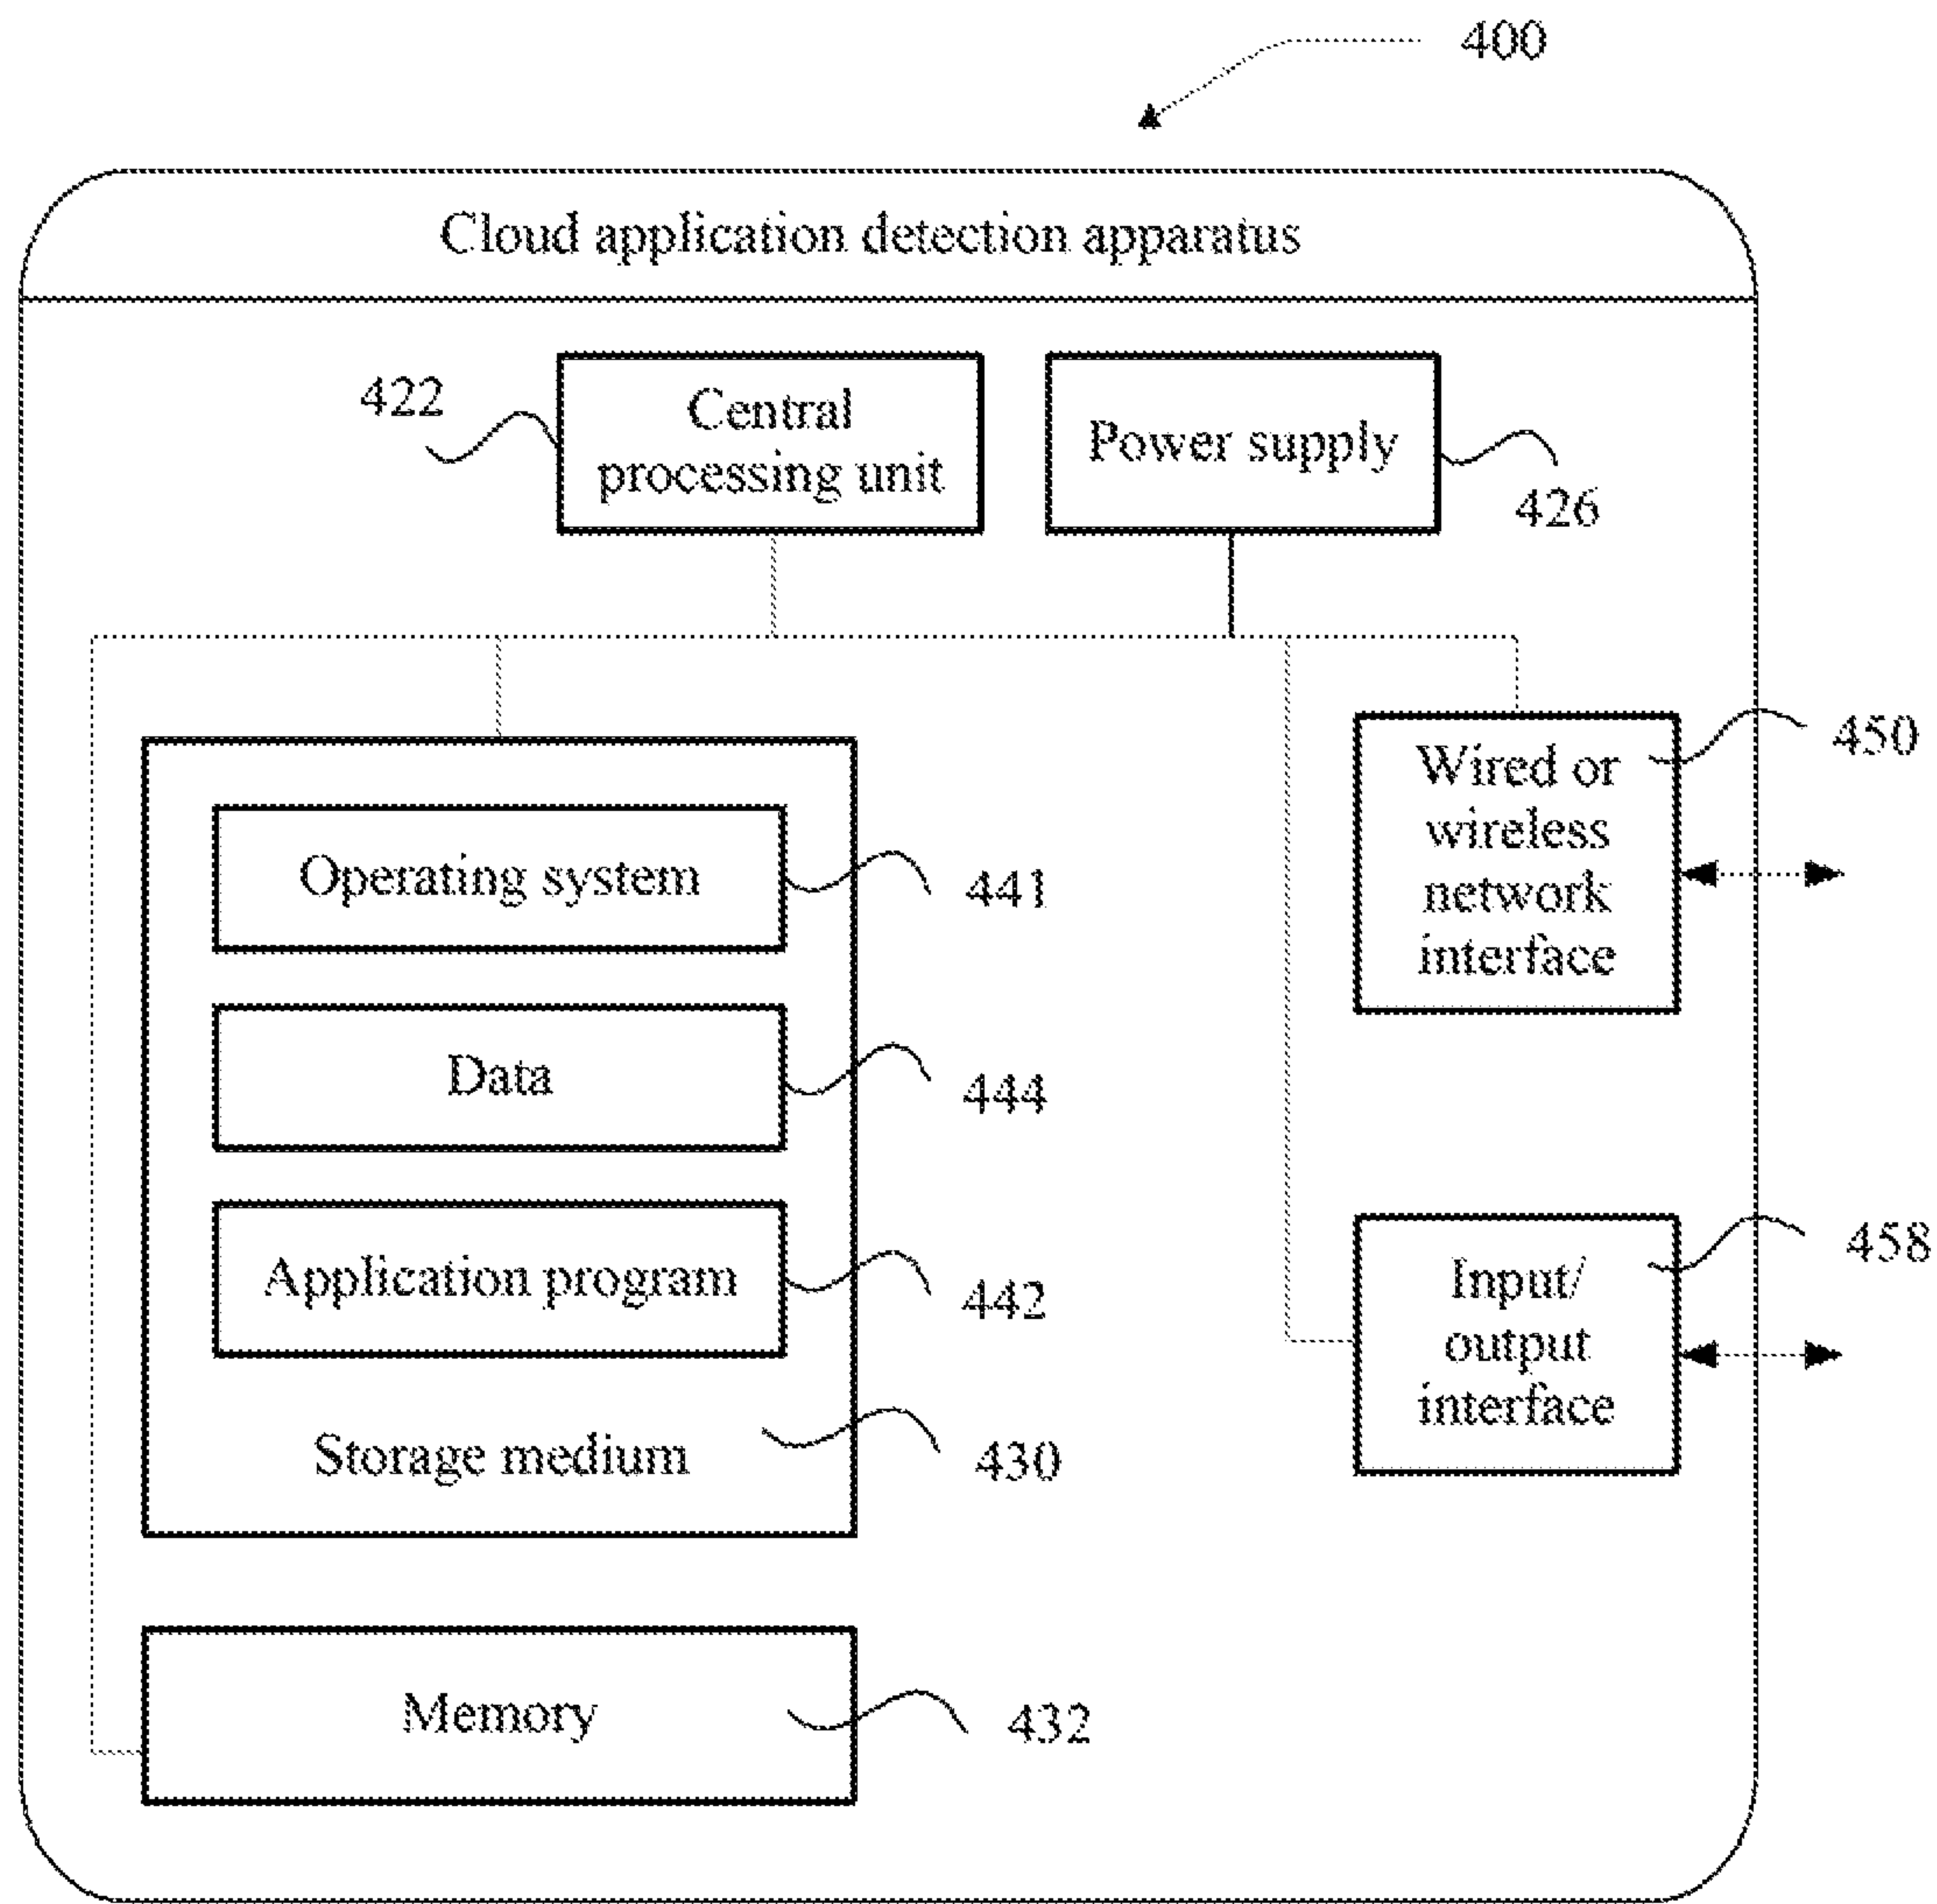 400
Cloud application detection apparatus
422
Central
processing unit
Power supply
426
450
Wired or
wireless
network
interface
Operating system
441
Data
444
Application program
442
458
Input/
output
interface
Storage medium
430
Memory
432